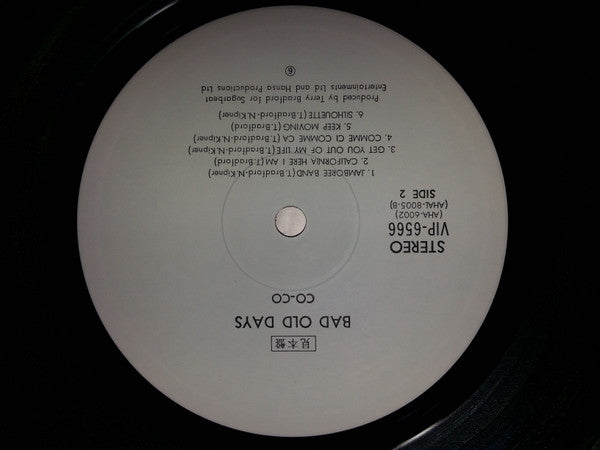 見本盤
BAD OLD DAYS
CO-CO
STEREO
VIP-6566
(AHA-6002)
(AHAL-8005-B)
SIDE 2
1. JAMBOREE BAND (T. Bradford-N.Kipner)
2. CALIFORNIA HERE I AM (T. Bradford)
3. GET YOU OUT OF MY LIFE (T. Bradford-N.Kipner)
4. COMME CI COMME CA (T. Bradford-N.Kipner)
5. KEEP MOVING (T. Bradford)
6. SILHOUETTE (T. Bradford-N.Kipner)
Produced by Terry Bradford for Sugarbeat
Entertainments Ltd and Hansa Productions Ltd
⑥